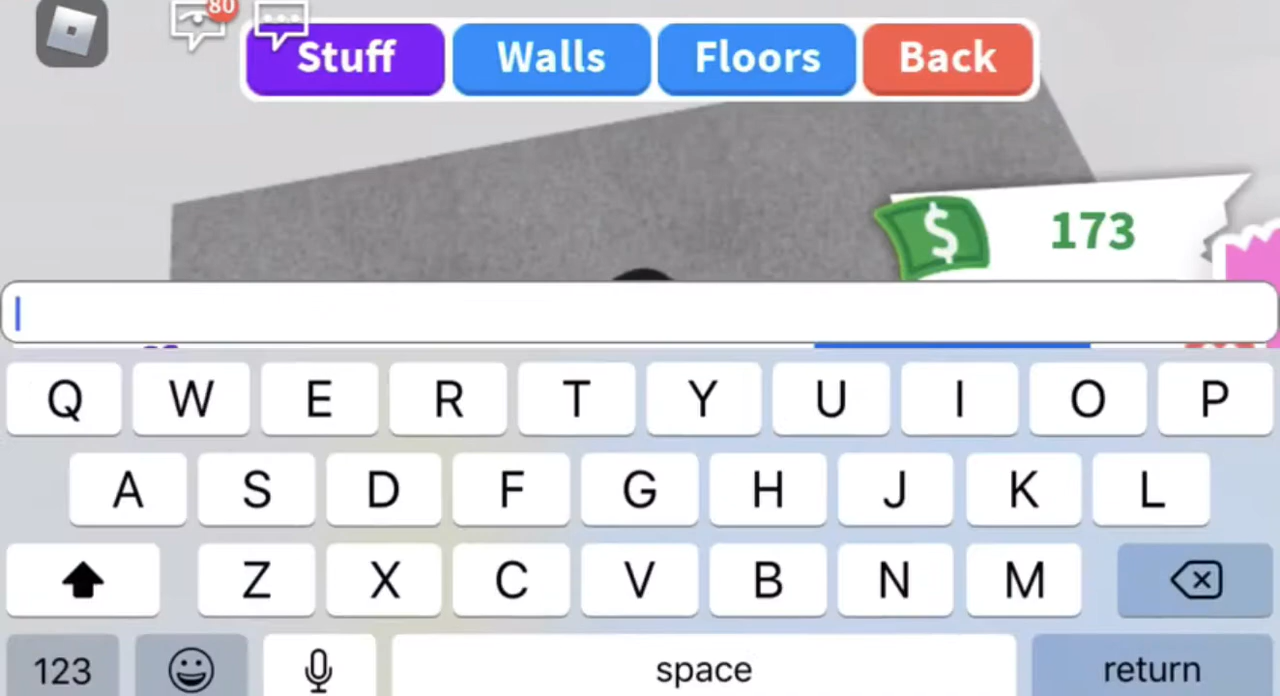 80
Stuff Walls Floors Back
$ 173
Q W E R T Y U I O P
A S D F G H J K L
Z X C V B N M
123 space return